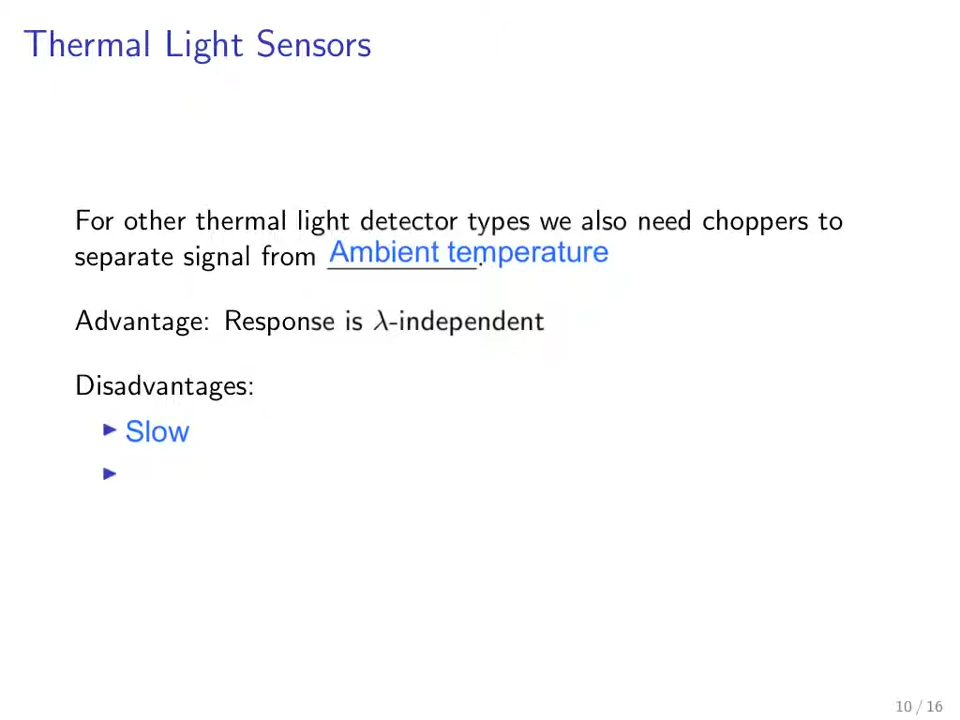 Thermal Light Sensors
For other thermal light detector types we also need choppers to
separate signal from Ambient temperature.
Advantage: Response is λ-independent
Disadvantages:
▶ Slow
▶
10 / 16